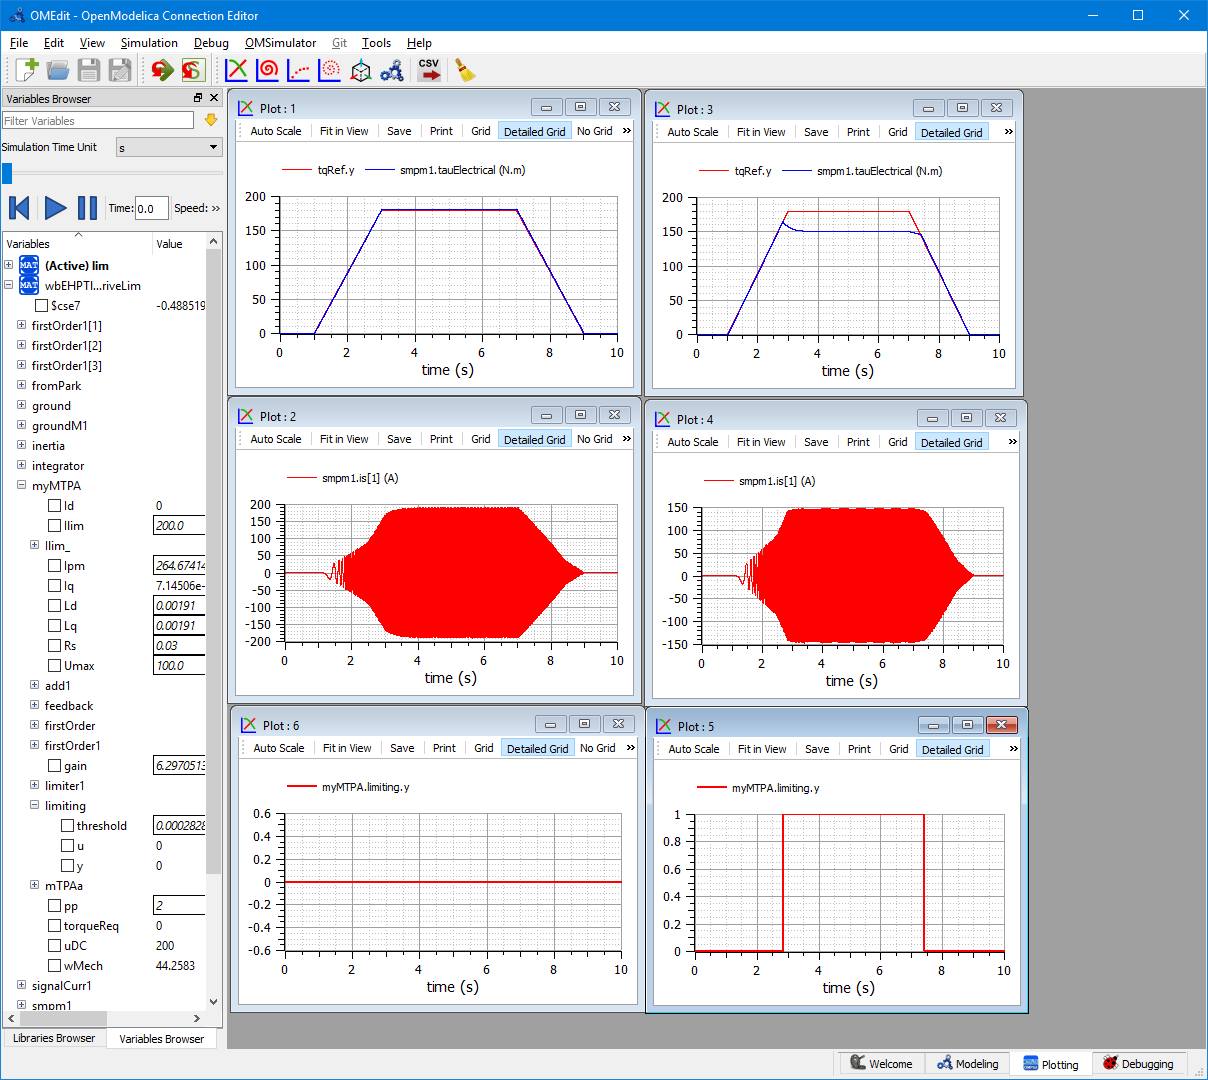 OMEdit - OpenModelica Connection Editor
File Edit View Simulation Debug OMSimulator Git Tools Help
CSV
Variables Browser
Filter Variables
Simulation Time Unit s
Time: 0.0 Speed: »
Variables Value
MAT (Active) lim
MAT wbEHPTl...riveLim
$cse7 -0.488519
firstOrder1[1]
firstOrder1[2]
firstOrder1[3]
fromPark
ground
groundM1
inertia
integrator
myMTPA
Id 0
Ilim 200.0
Ilim_
Ipm 264.67414
Iq 7.14506e-
Ld 0.00191
Lq 0.00191
Rs 0.03
Umax 100.0
add1
feedback
firstOrder
firstOrder1
gain 6.2970513
limiter1
limiting
threshold 0.0002828
u 0
y 0
mTPAa
pp 2
torqueReq 0
uDC 200
wMech 44.2583
signalCurr1
smpm1
Libraries Browser Variables Browser
Plot : 1
Auto Scale Fit in View Save Print Grid Detailed Grid No Grid »
tqRef.y smpm1.tauElectrical (N.m)
200
150
100
50
0
0 2 4 6 8 10
time (s)
Plot : 3
Auto Scale Fit in View Save Print Grid Detailed Grid »
tqRef.y smpm1.tauElectrical (N.m)
200
150
100
50
0
0 2 4 6 8 10
time (s)
Plot : 2
Auto Scale Fit in View Save Print Grid Detailed Grid No Grid »
smpm1.is[1] (A)
200
150
100
50
0
-50
-100
-150
-200
0 2 4 6 8 10
time (s)
Plot : 4
Auto Scale Fit in View Save Print Grid Detailed Grid »
smpm1.is[1] (A)
150
100
50
0
-50
-100
-150
0 2 4 6 8 10
time (s)
Plot : 6
Auto Scale Fit in View Save Print Grid Detailed Grid No Grid »
myMTPA.limiting.y
0.6
0.4
0.2
0
-0.2
-0.4
-0.6
0 2 4 6 8 10
time (s)
Plot : 5
Auto Scale Fit in View Save Print Grid Detailed Grid »
myMTPA.limiting.y
1
0.8
0.6
0.4
0.2
0
0 2 4 6 8 10
time (s)
Welcome Modeling Plotting Debugging